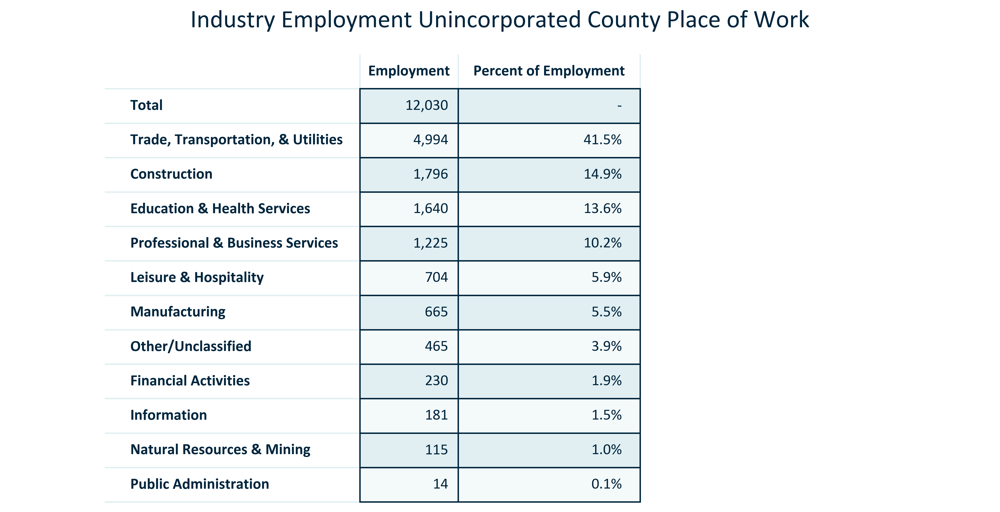 Industry Employment Unincorporated County Place of Work
Employment Percent of Employment
Total 12,030 -
Trade, Transportation, & Utilities 4,994 41.5%
Construction 1,796 14.9%
Education & Health Services 1,640 13.6%
Professional & Business Services 1,225 10.2%
Leisure & Hospitality 704 5.9%
Manufacturing 665 5.5%
Other/Unclassified 465 3.9%
Financial Activities 230 1.9%
Information 181 1.5%
Natural Resources & Mining 115 1.0%
Public Administration 14 0.1%